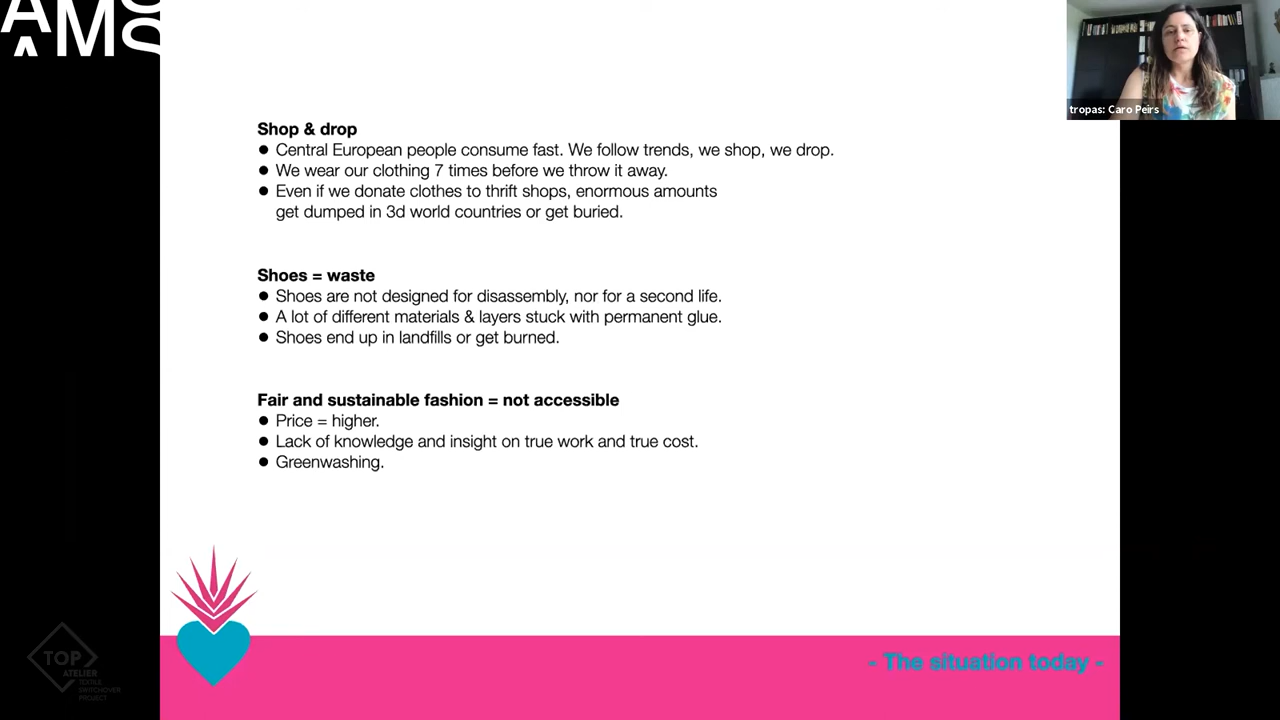 AMS
tropas: Caro Peirs
Shop & drop
● Central European people consume fast. We follow trends, we shop, we drop.
● We wear our clothing 7 times before we throw it away.
● Even if we donate clothes to thrift shops, enormous amounts
get dumped in 3d world countries or get buried.
Shoes = waste
● Shoes are not designed for disassembly, nor for a second life.
● A lot of different materials & layers stuck with permanent glue.
● Shoes end up in landfills or get burned.
Fair and sustainable fashion = not accessible
● Price = higher.
● Lack of knowledge and insight on true work and true cost.
● Greenwashing.
- The situation today -
TOP
ATELIER
TEXTILE
SWITCHOVER
PROJECT